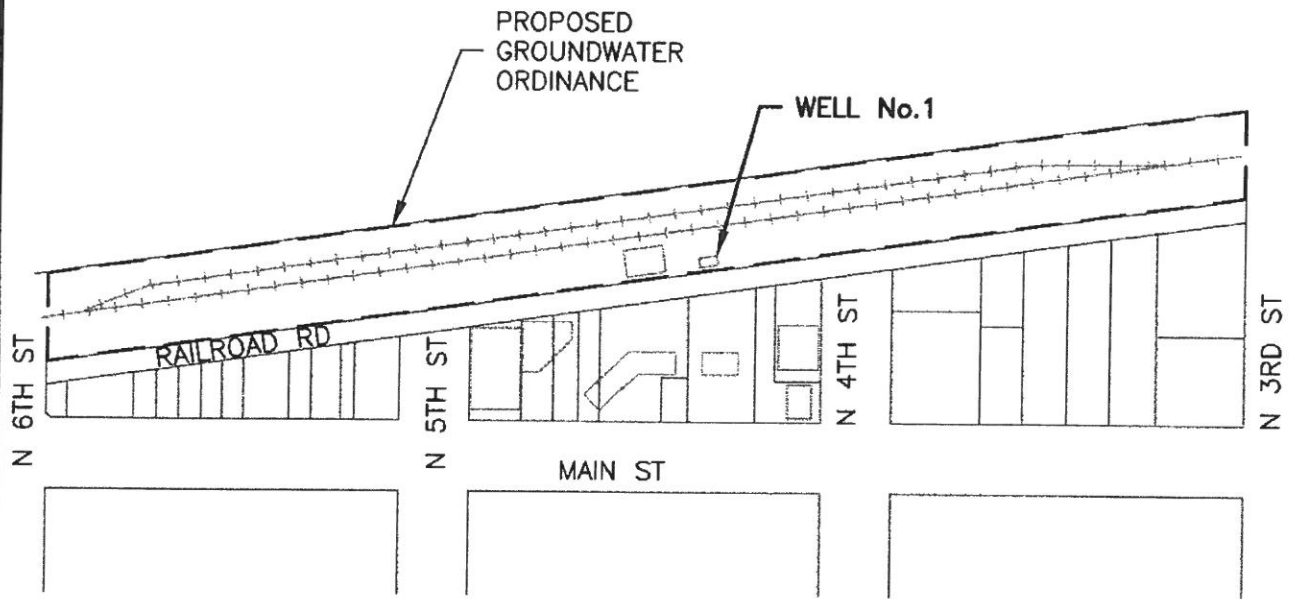 PROPOSED
GROUNDWATER
ORDINANCE
WELL No.1
RAILROAD RD
N 6TH ST
N 5TH ST
N 4TH ST
N 3RD ST
MAIN ST